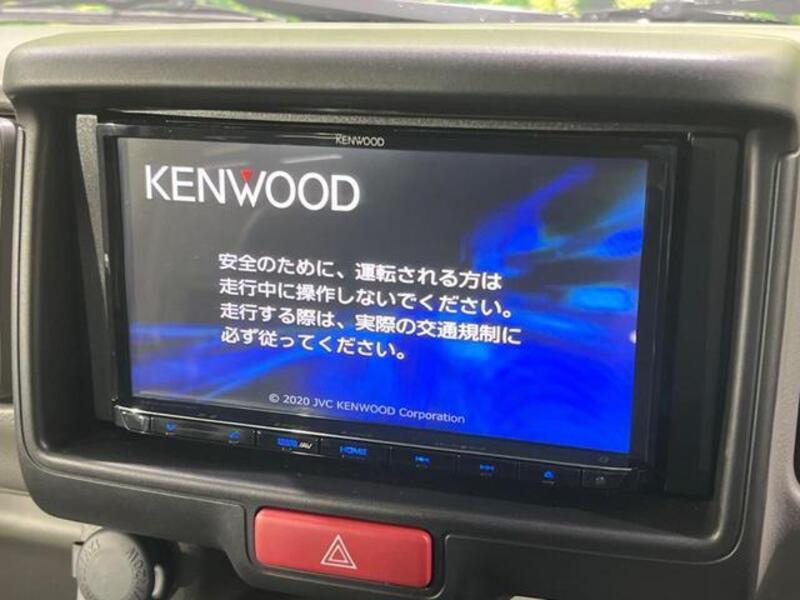 KENWOOD
KENWOOD
安全のために、運転される方は
走行中に操作しないでください。
走行する際は、実際の交通規制に
必ず従ってください。
© 2020 JVC KENWOOD Corporation
HOME